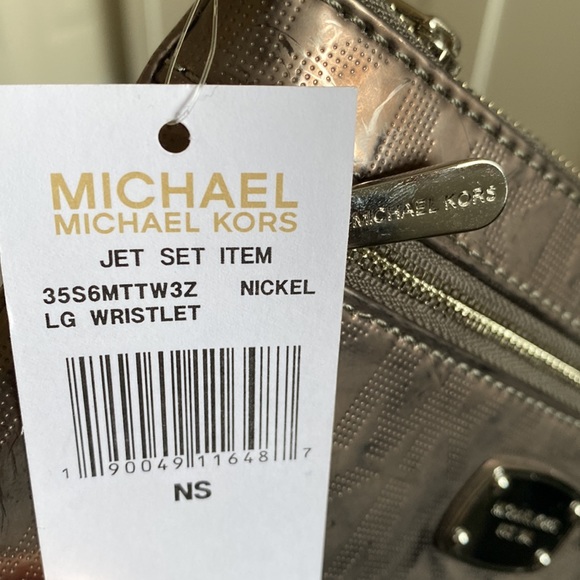 MICHAEL
MICHAEL KORS
JET SET ITEM
35S6MTTW3Z NICKEL
LG WRISTLET
1 90049 11648 7
NS
MICHAEL KORS